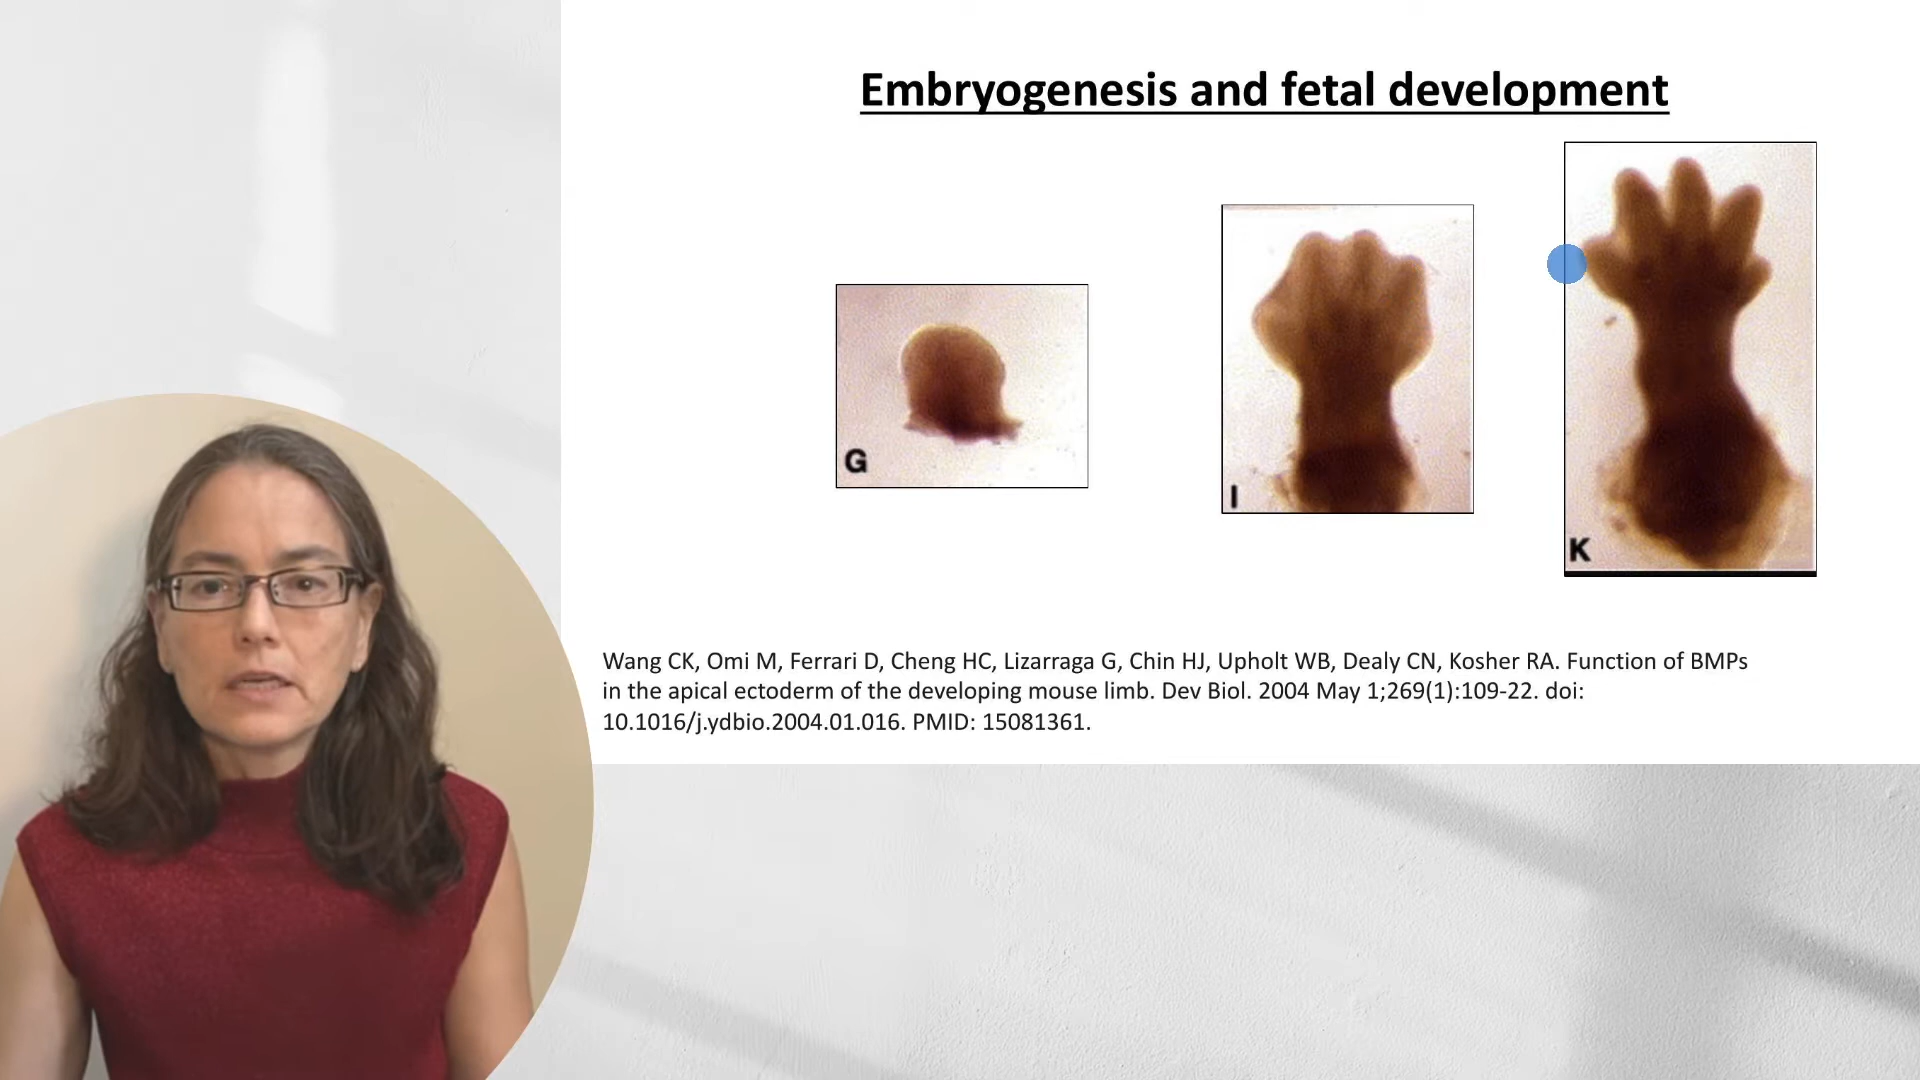 Embryogenesis and fetal development
G
I
K
Wang CK, Omi M, Ferrari D, Cheng HC, Lizarraga G, Chin HJ, Upholt WB, Dealy CN, Kosher RA. Function of BMPs
in the apical ectoderm of the developing mouse limb. Dev Biol. 2004 May 1;269(1):109-22. doi:
10.1016/j.ydbio.2004.01.016. PMID: 15081361.